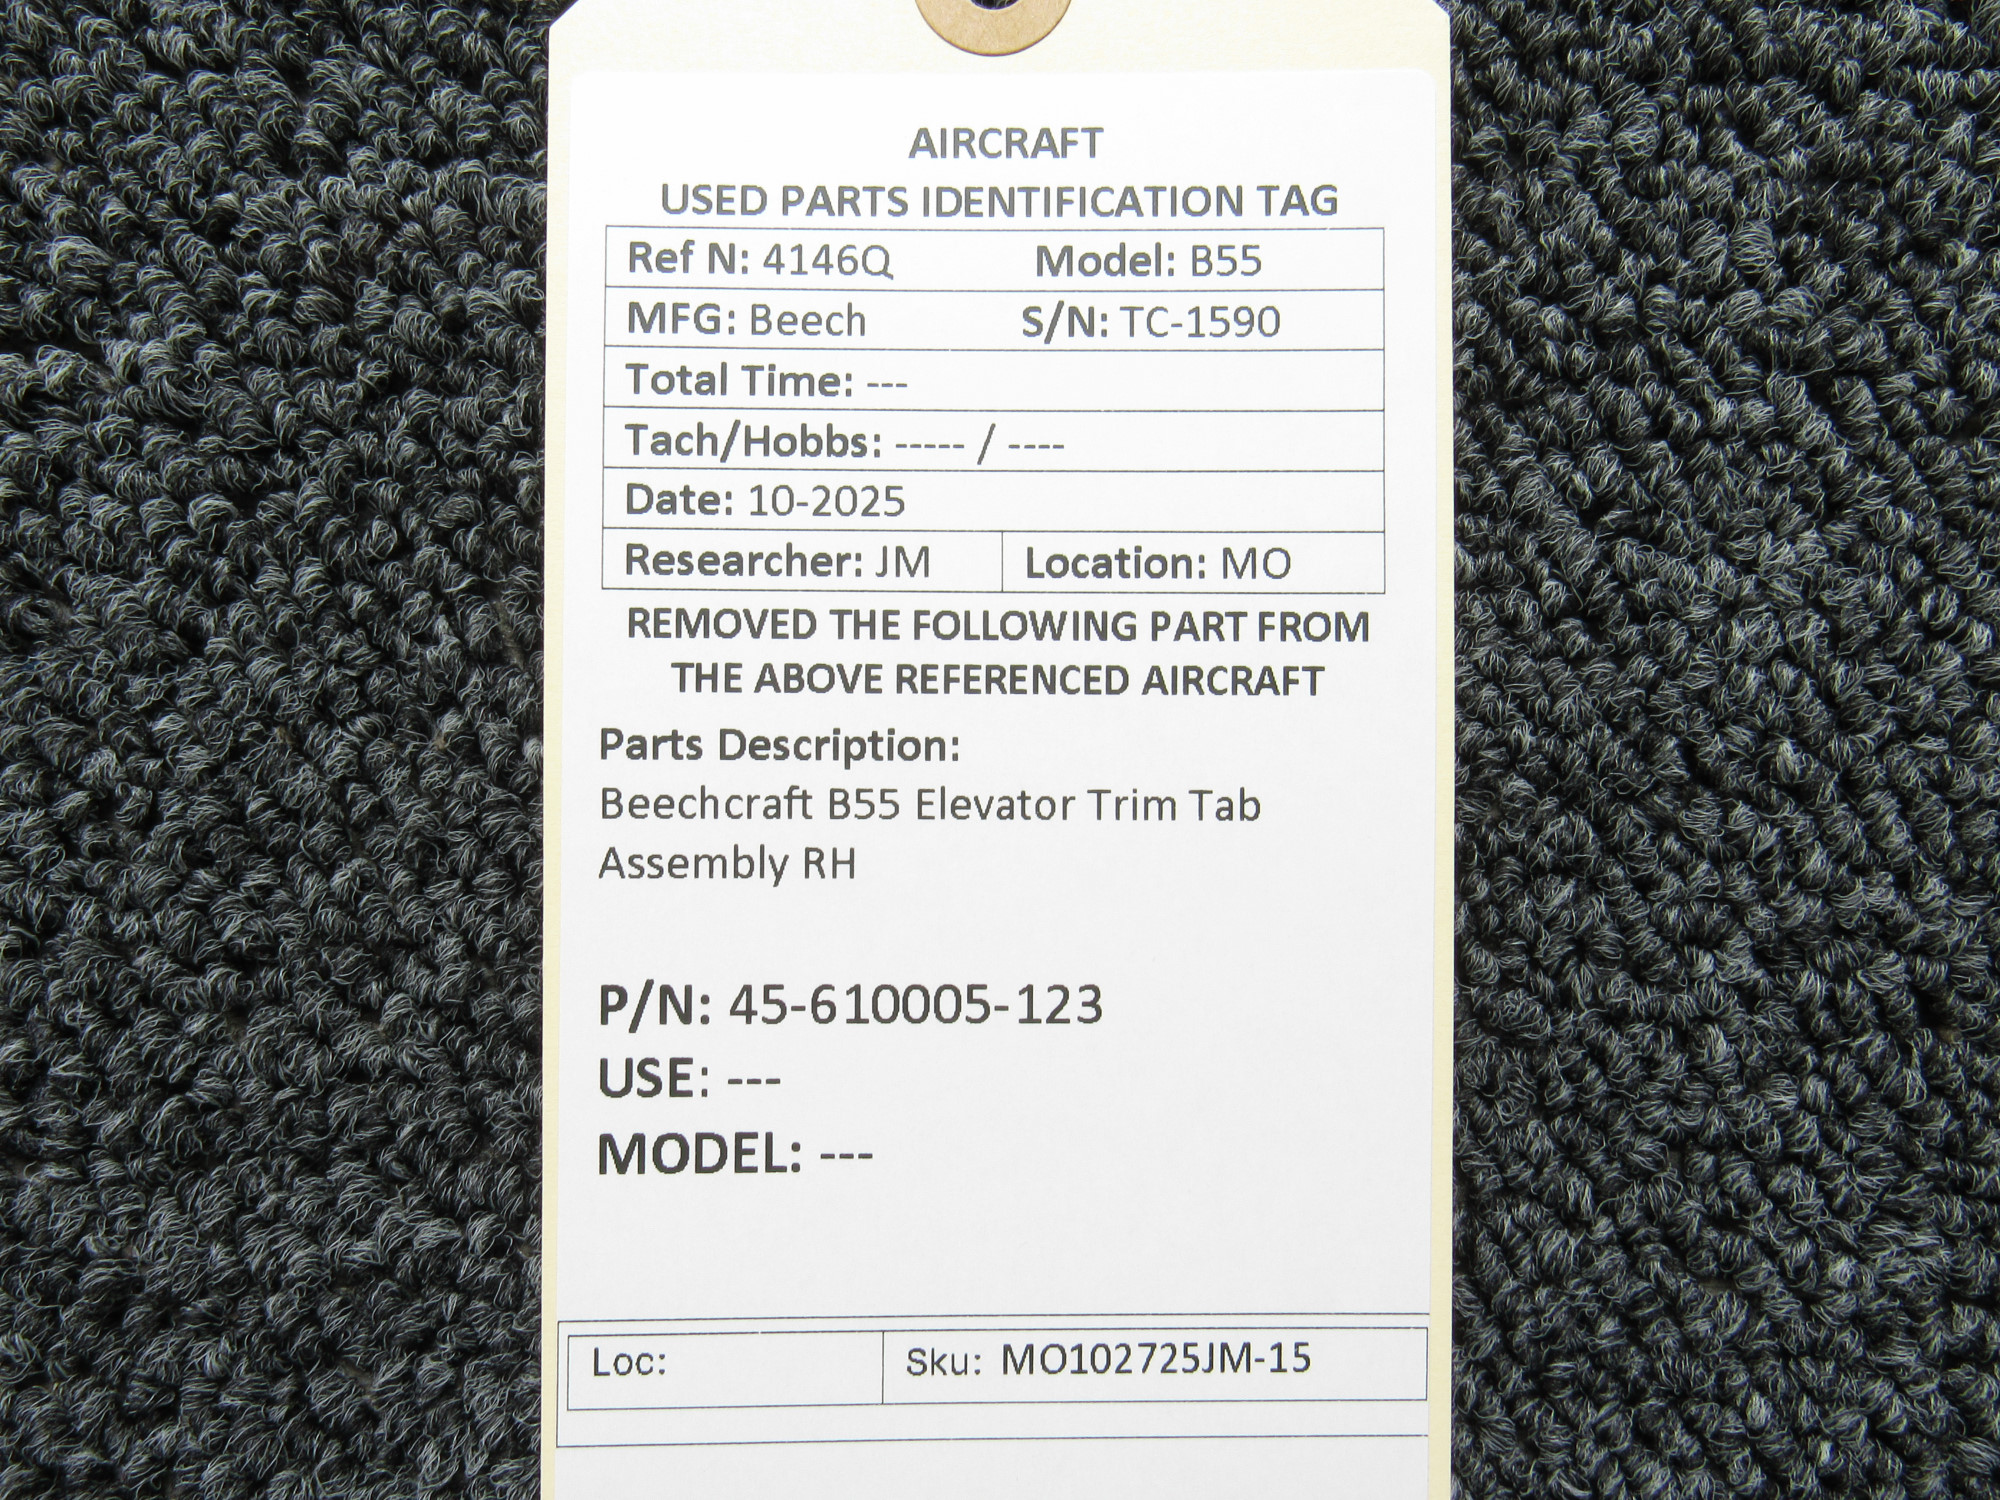 AIRCRAFT
USED PARTS IDENTIFICATION TAG
Ref N: 4146Q Model: B55
MFG: Beech S/N: TC-1590
Total Time: ---
Tach/Hobbs: ----- / ----
Date: 10-2025
Researcher: JM Location: MO
REMOVED THE FOLLOWING PART FROM
THE ABOVE REFERENCED AIRCRAFT
Parts Description:
Beechcraft B55 Elevator Trim Tab
Assembly RH
P/N: 45-610005-123
USE: ---
MODEL: ---
Loc: Sku: MO102725JM-15